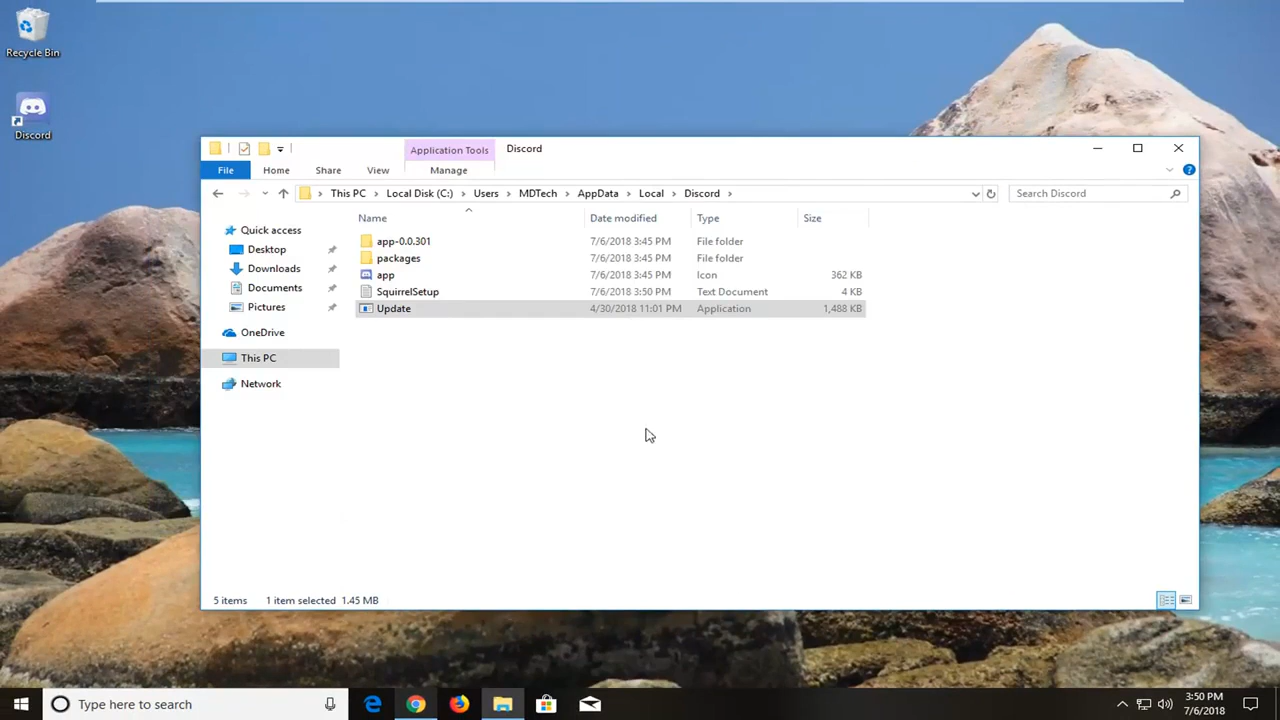 Recycle Bin
Discord
Application Tools
Discord
File
Home
Share
View
Manage
This PC
Local Disk (C:)
Users
MDTech
AppData
Local
Discord
Search Discord
Name
Date modified
Type
Size
Quick access
Desktop
Downloads
Documents
Pictures
OneDrive
This PC
Network
app-0.0.301 7/6/2018 3:45 PM File folder
packages 7/6/2018 3:45 PM File folder
app 7/6/2018 3:45 PM Icon 362 KB
SquirrelSetup 7/6/2018 3:50 PM Text Document 4 KB
Update 4/30/2018 11:01 PM Application 1,488 KB
5 items 1 item selected 1.45 MB
Type here to search
3:50 PM
7/6/2018